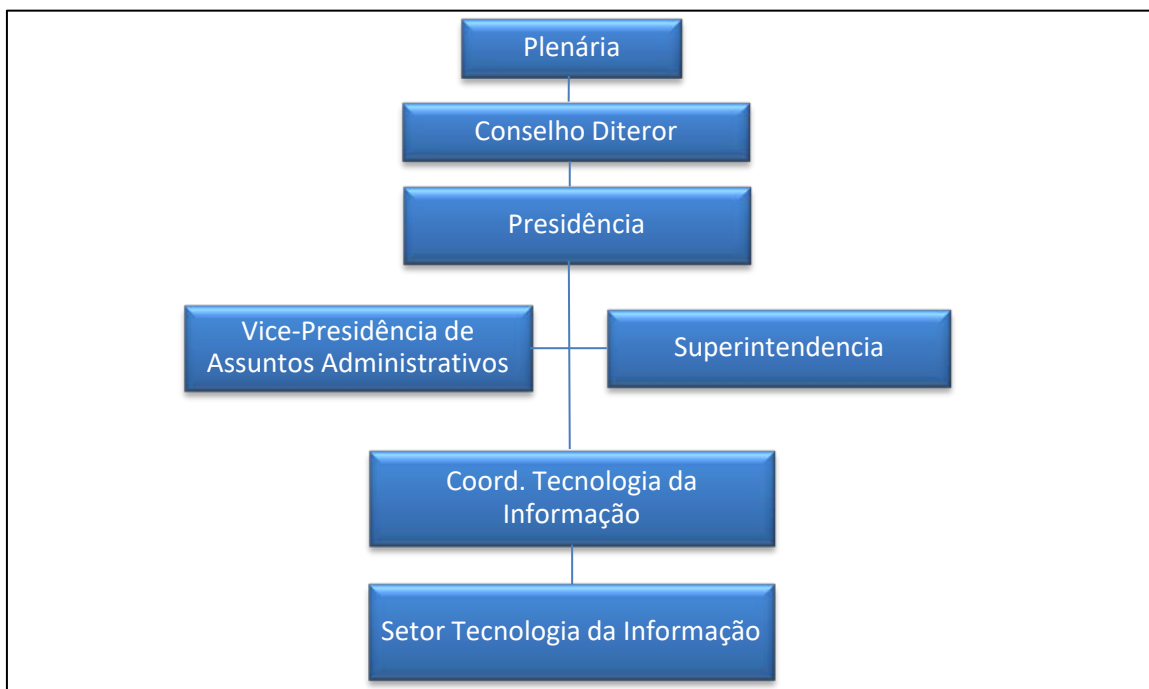 Plenária
Conselho Diteror
Presidência
Vice-Presidência de
Assuntos Administrativos
Superintendencia
Coord. Tecnologia da
Informação
Setor Tecnologia da Informação